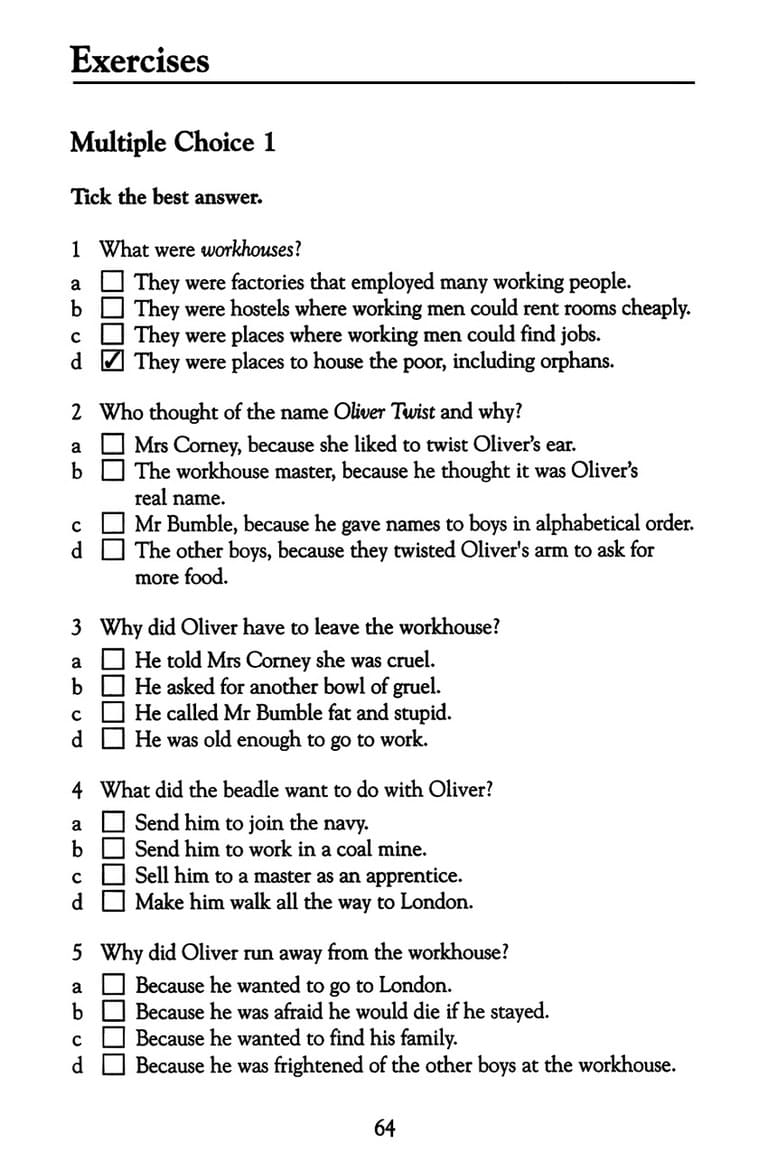 Exercises
Multiple Choice 1
Tick the best answer.
1 What were workhouses?
a ☐ They were factories that employed many working people.
b ☐ They were hostels where working men could rent rooms cheaply.
c ☐ They were places where working men could find jobs.
d ☑ They were places to house the poor, including orphans.
2 Who thought of the name Oliver Twist and why?
a ☐ Mrs Corney, because she liked to twist Oliver’s ear.
b ☐ The workhouse master, because he thought it was Oliver’s
real name.
c ☐ Mr Bumble, because he gave names to boys in alphabetical order.
d ☐ The other boys, because they twisted Oliver's arm to ask for
more food.
3 Why did Oliver have to leave the workhouse?
a ☐ He told Mrs Corney she was cruel.
b ☐ He asked for another bowl of gruel.
c ☐ He called Mr Bumble fat and stupid.
d ☐ He was old enough to go to work.
4 What did the beadle want to do with Oliver?
a ☐ Send him to join the navy.
b ☐ Send him to work in a coal mine.
c ☐ Sell him to a master as an apprentice.
d ☐ Make him walk all the way to London.
5 Why did Oliver run away from the workhouse?
a ☐ Because he wanted to go to London.
b ☐ Because he was afraid he would die if he stayed.
c ☐ Because he wanted to find his family.
d ☐ Because he was frightened of the other boys at the workhouse.
64